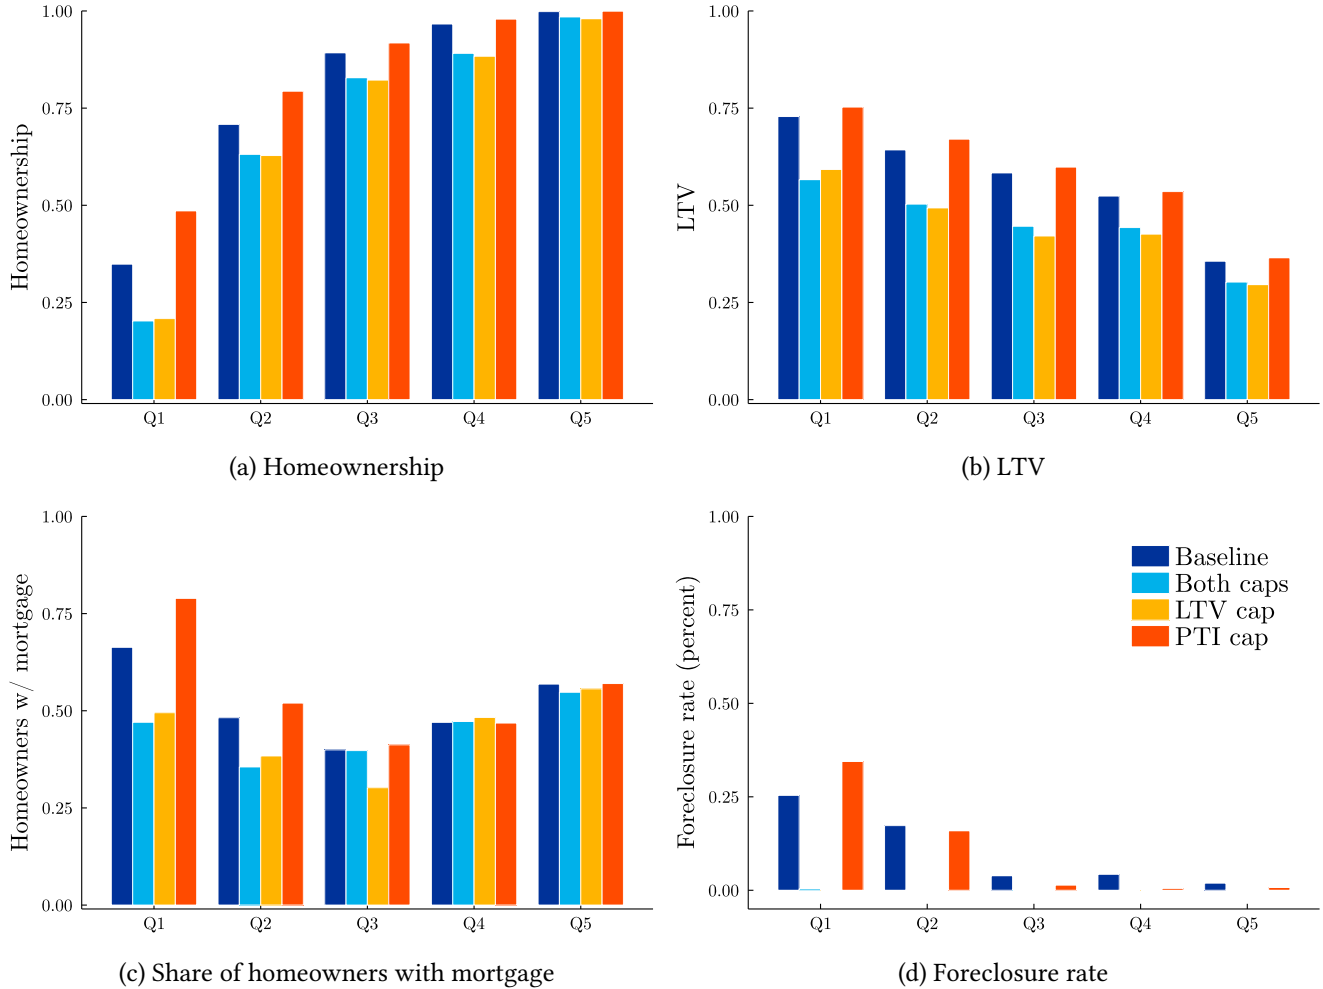 Homeownership
1.00
0.75
0.50
0.25
0.00
Q1 Q2 Q3 Q4 Q5
(a) Homeownership
LTV
1.00
0.75
0.50
0.25
0.00
Q1 Q2 Q3 Q4 Q5
(b) LTV
Homeowners w/ mortgage
1.00
0.75
0.50
0.25
0.00
Q1 Q2 Q3 Q4 Q5
(c) Share of homeowners with mortgage
Foreclosure rate (percent)
1.00
0.75
0.50
0.25
0.00
Baseline
Both caps
LTV cap
PTI cap
Q1 Q2 Q3 Q4 Q5
(d) Foreclosure rate